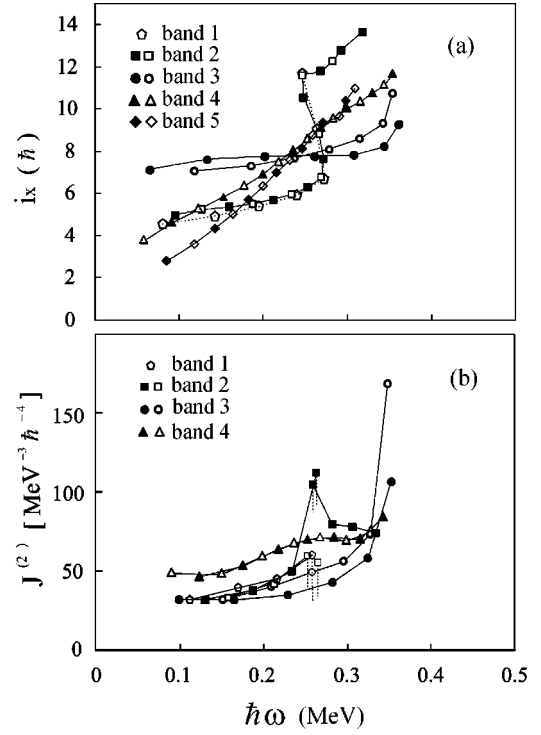 14
12
10
8
6
4
2
0
i_x (ℏ)
band 1
band 2
band 3
band 4
band 5
(a)
150
100
50
0
J^(2) [MeV^-3 ℏ^-4]
band 1
band 2
band 3
band 4
(b)
0 0.1 0.2 0.3 0.4 0.5
ℏω (MeV)